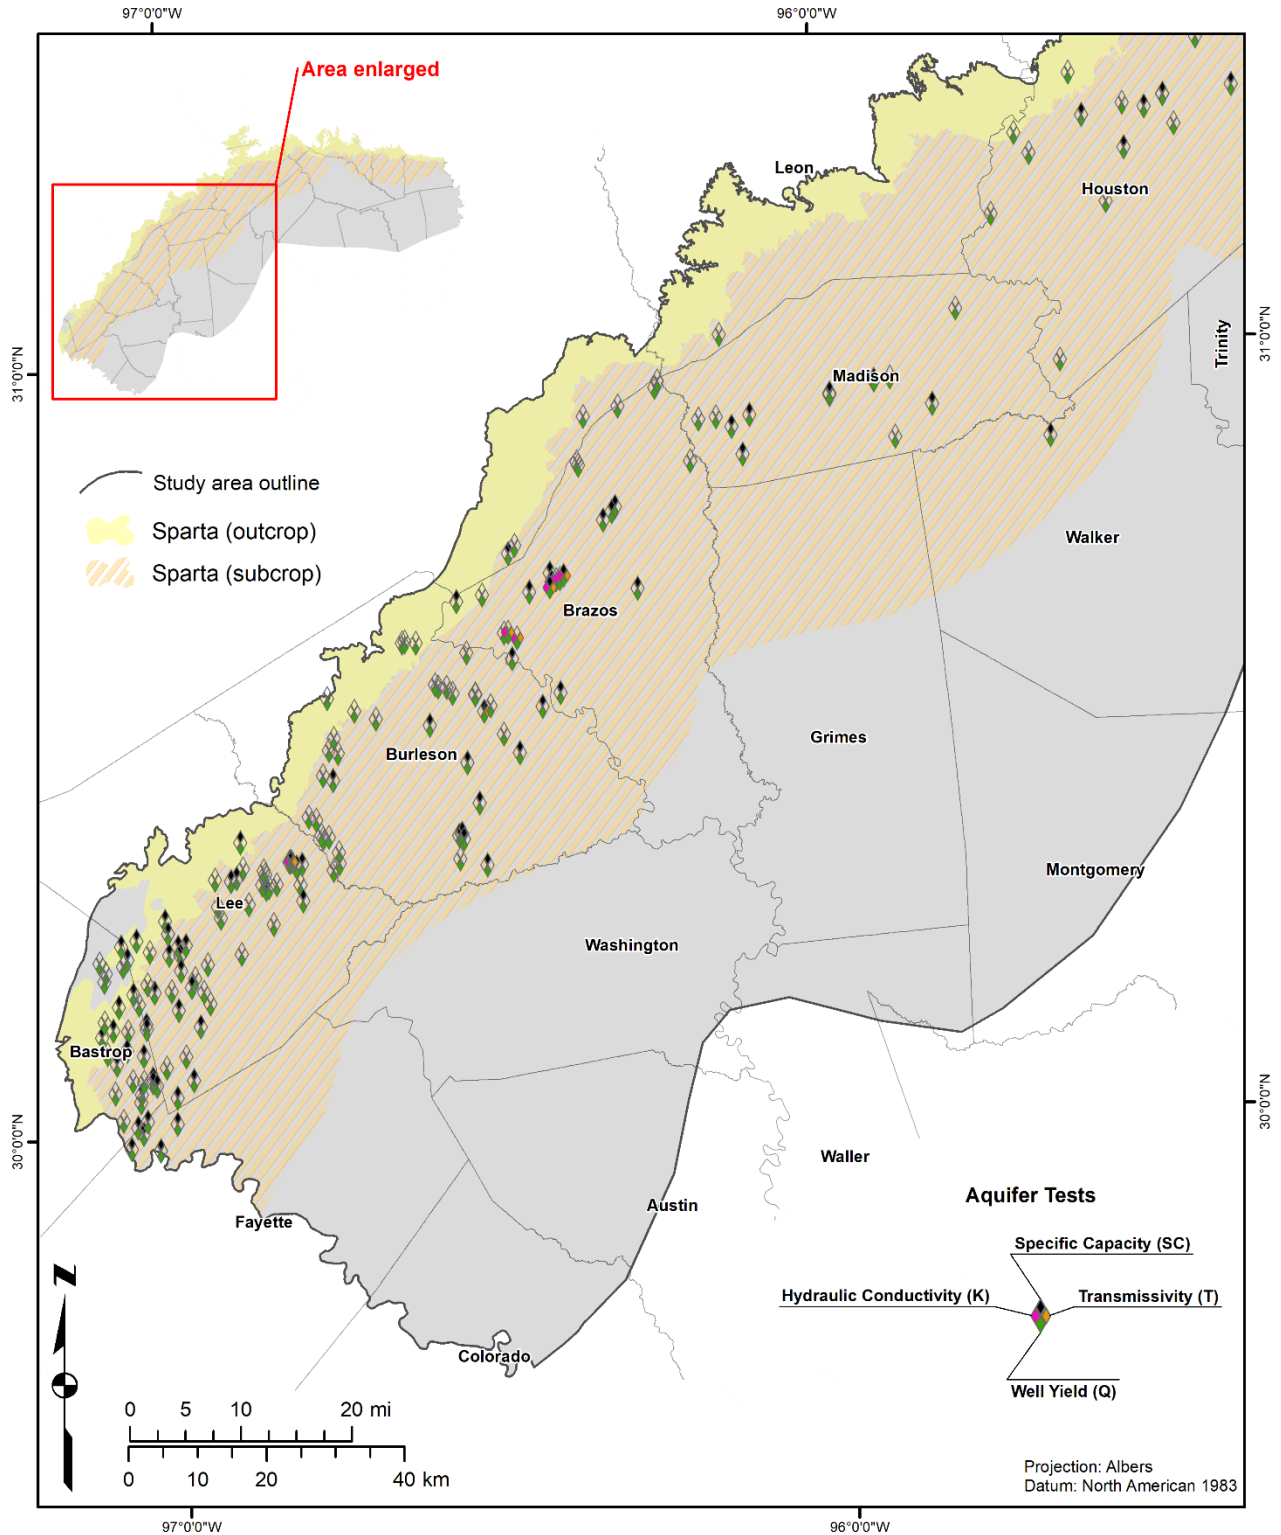 97°0'0"W
96°0'0"W
Area enlarged
Leon
Houston
Trinity
31°0'0"N
31°0'0"N
Madison
Study area outline
Sparta (outcrop)
Sparta (subcrop)
Walker
Brazos
Grimes
Burleson
Montgomery
Lee
Washington
Bastrop
30°0'0"N
30°0'0"N
Waller
Austin
Fayette
Colorado
Aquifer Tests
Specific Capacity (SC)
Hydraulic Conductivity (K)
Transmissivity (T)
Well Yield (Q)
N
0 5 10 20 mi
0 10 20 40 km
Projection: Albers
Datum: North American 1983
97°0'0"W
96°0'0"W